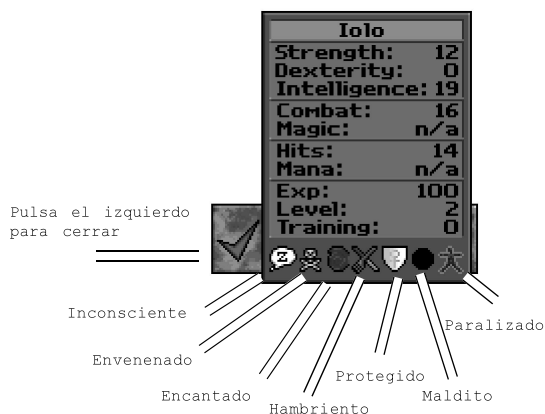 Iolo
Strength: 12
Dexterity: 0
Intelligence: 19
Combat: 16
Magic: n/a
Hits: 14
Mana: n/a
Exp: 100
Level: 2
Training: 0
Pulsa el izquierdo
para cerrar
z
?
Inconsciente
Envenenado
Encantado
Hambriento
Protegido
Maldito
Paralizado